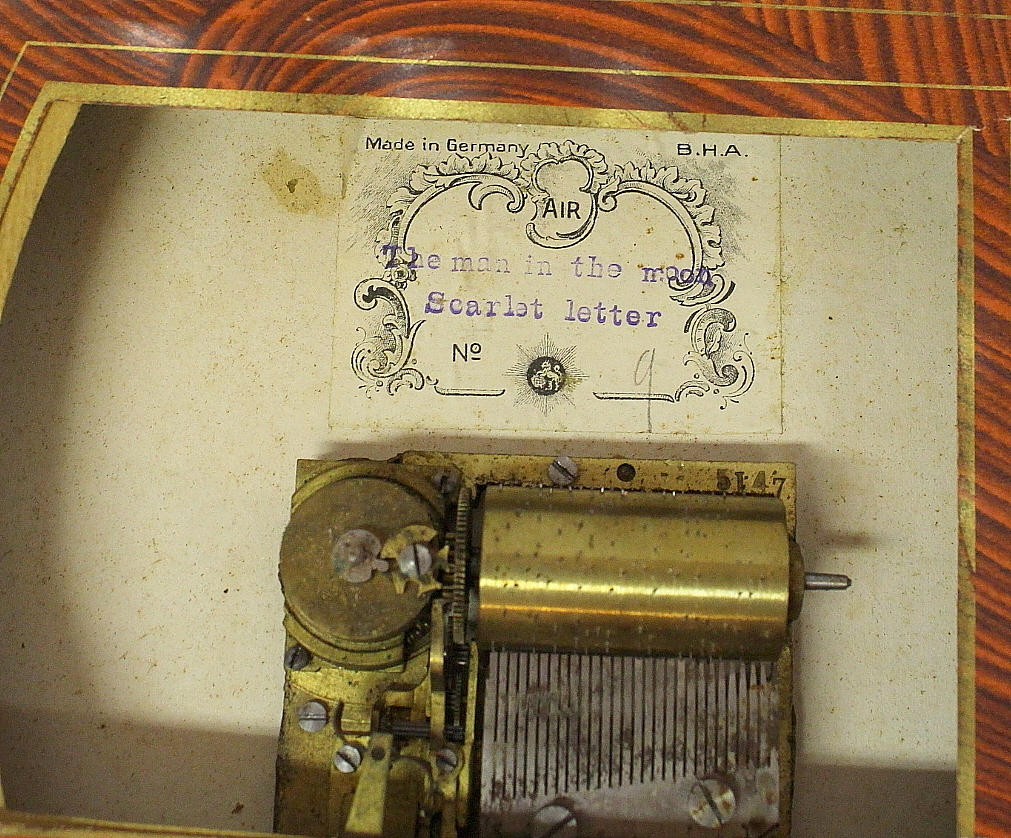 Made in Germany B.H.A.
AIR
The man in the moon
Scarlet letter
Nº 9
5147